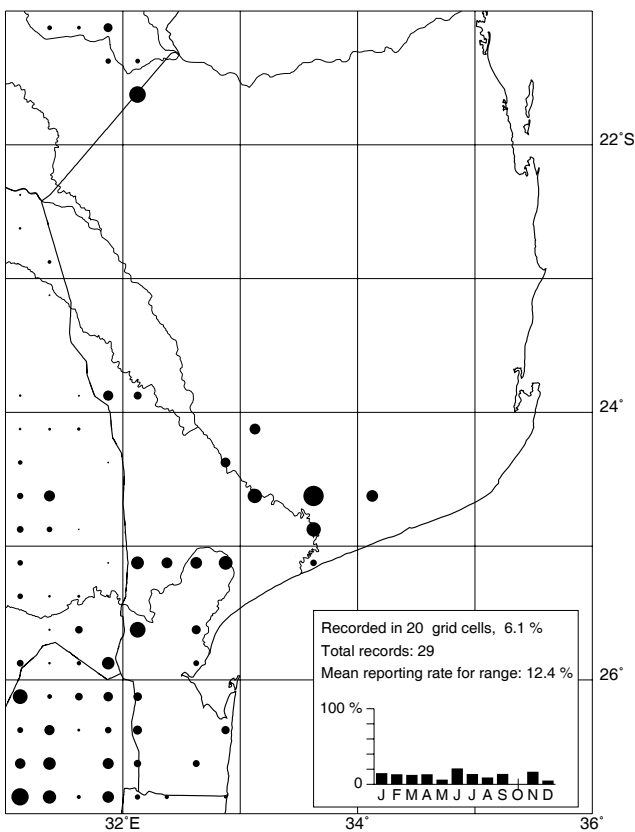 22˚S
24˚
Recorded in 20 grid cells, 6.1 %
Total records: 29
Mean reporting rate for range: 12.4 %
26˚
100 %
0
J F M A M J J A S O N D
32˚E
34˚
36˚